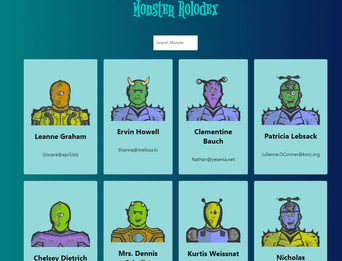 Monster Rolodex
Search Monster
Leanne Graham
Sincere@april.biz
Ervin Howell
Shanna@melissa.tv
Clementine
Bauch
Nathan@yesenia.net
Patricia Lebsack
Julianne.OConner@kory.org
Chelsey Dietrich
Mrs. Dennis
Kurtis Weissnat
Nicholas